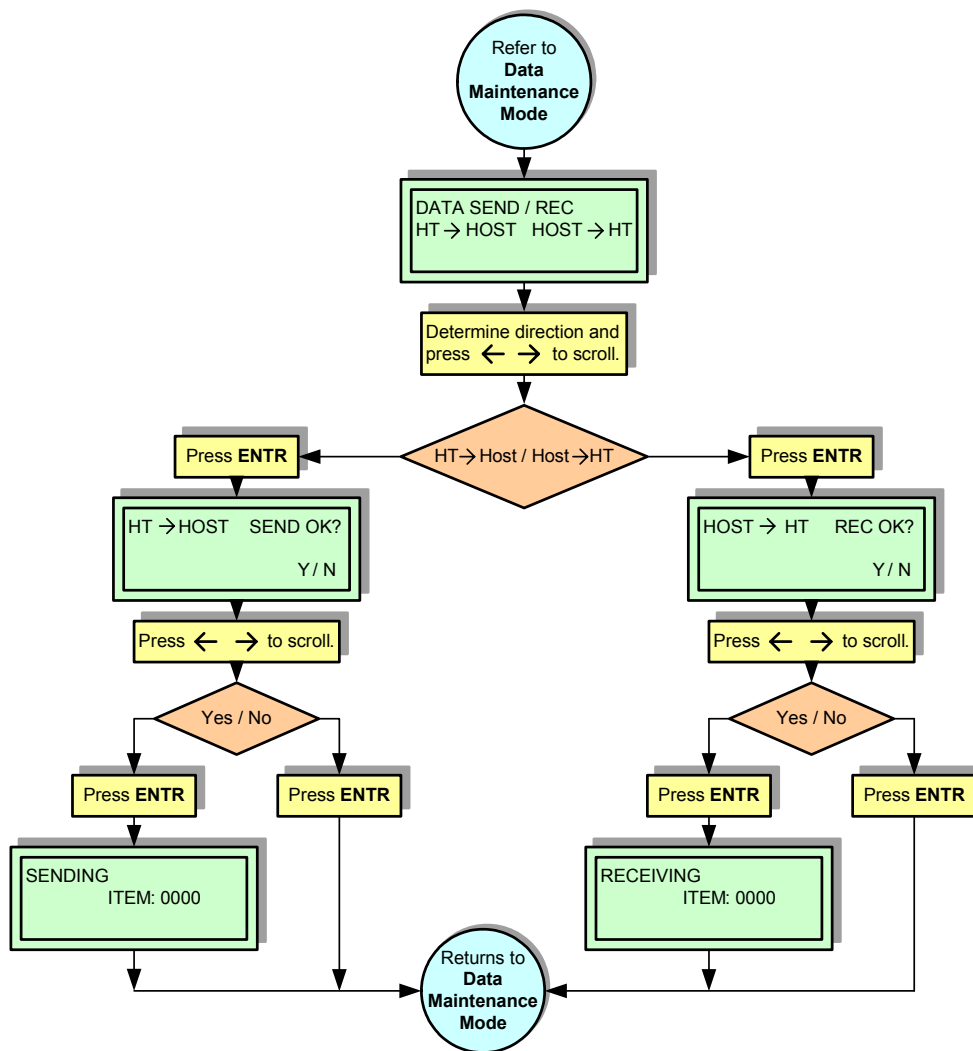 Refer to
Data
Maintenance
Mode
DATA SEND / REC
HT → HOST HOST → HT
Determine direction and
press ← → to scroll.
HT → Host / Host → HT
Press ENTR
HT → HOST SEND OK?
Y / N
Press ← → to scroll.
Yes / No
Press ENTR
Press ENTR
SENDING
ITEM: 0000
Press ENTR
HOST → HT REC OK?
Y / N
Press ← → to scroll.
Yes / No
Press ENTR
Press ENTR
RECEIVING
ITEM: 0000
Returns to
Data
Maintenance
Mode